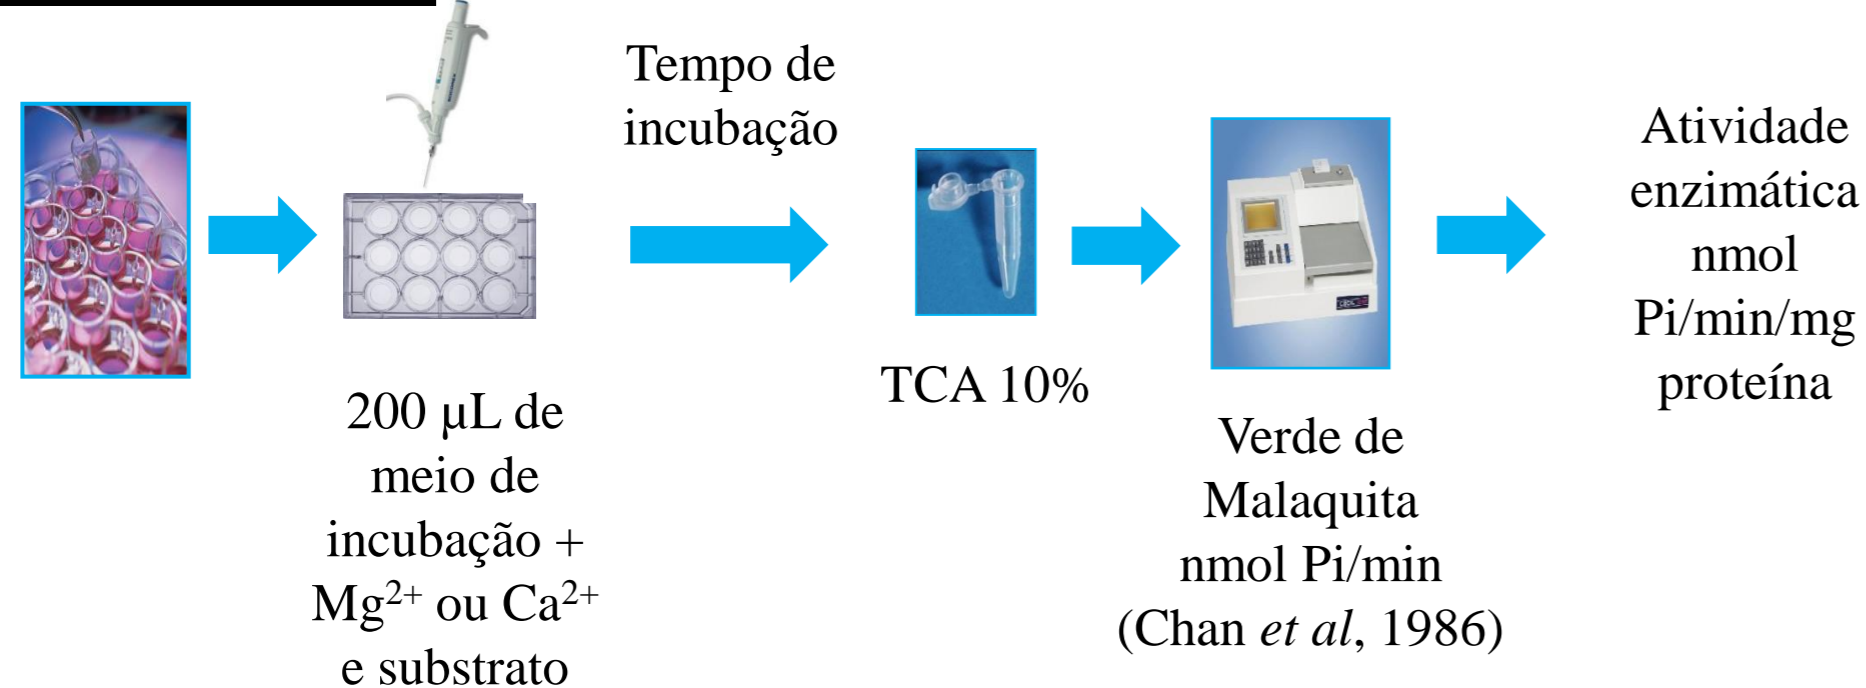 Tempo de
incubação
200 μL de
meio de
incubação +
Mg²⁺ ou Ca²⁺
e substrato
TCA 10%
Verde de
Malaquita
nmol Pi/min
(Chan et al, 1986)
Atividade
enzimática
nmol
Pi/min/mg
proteína